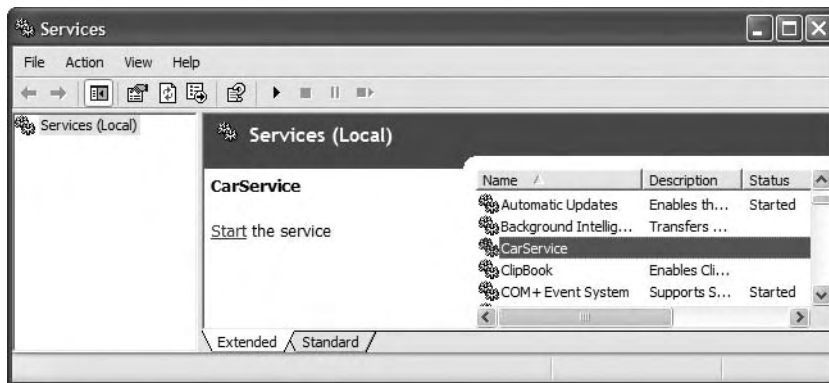 Services
File Action View Help
Services (Local)
Services (Local)
CarService
Start the service
Name Description Status
Automatic Updates Enables th... Started
Background Intellig... Transfers ...
CarService
ClipBook Enables Cli...
COM+ Event System Supports S... Started
Extended Standard